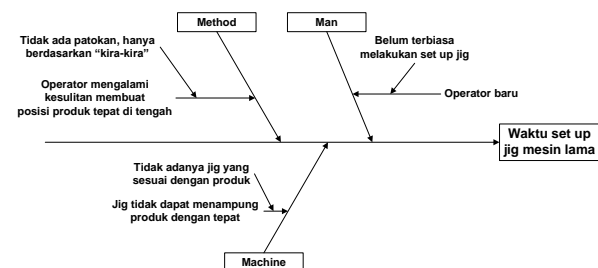 Method
Man
Tidak ada patokan, hanya
berdasarkan “kira-kira”
Belum terbiasa
melakukan set up jig
Operator mengalami
kesulitan membuat
posisi produk tepat di tengah
Operator baru
Waktu set up
jig mesin lama
Tidak adanya jig yang
sesuai dengan produk
Jig tidak dapat menampung
produk dengan tepat
Machine